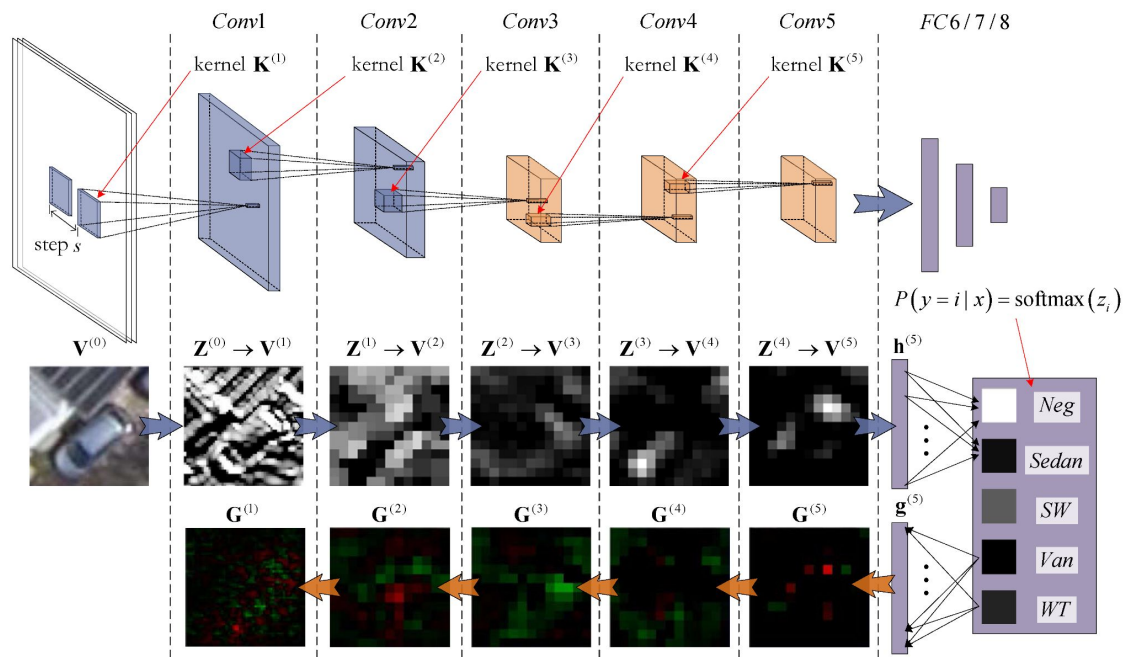 Conv1 Conv2 Conv3 Conv4 Conv5 FC6 / 7 / 8
kernel K⁽¹⁾ kernel K⁽²⁾ kernel K⁽³⁾ kernel K⁽⁴⁾ kernel K⁽⁵⁾
step s
P(y = i | x) = softmax(zᵢ)
V⁽⁰⁾ Z⁽⁰⁾ → V⁽¹⁾ Z⁽¹⁾ → V⁽²⁾ Z⁽²⁾ → V⁽³⁾ Z⁽³⁾ → V⁽⁴⁾ Z⁽⁴⁾ → V⁽⁵⁾ h⁽⁵⁾
Neg
Sedan
SW
G⁽¹⁾ G⁽²⁾ G⁽³⁾ G⁽⁴⁾ G⁽⁵⁾ g⁽⁵⁾
Van
WT